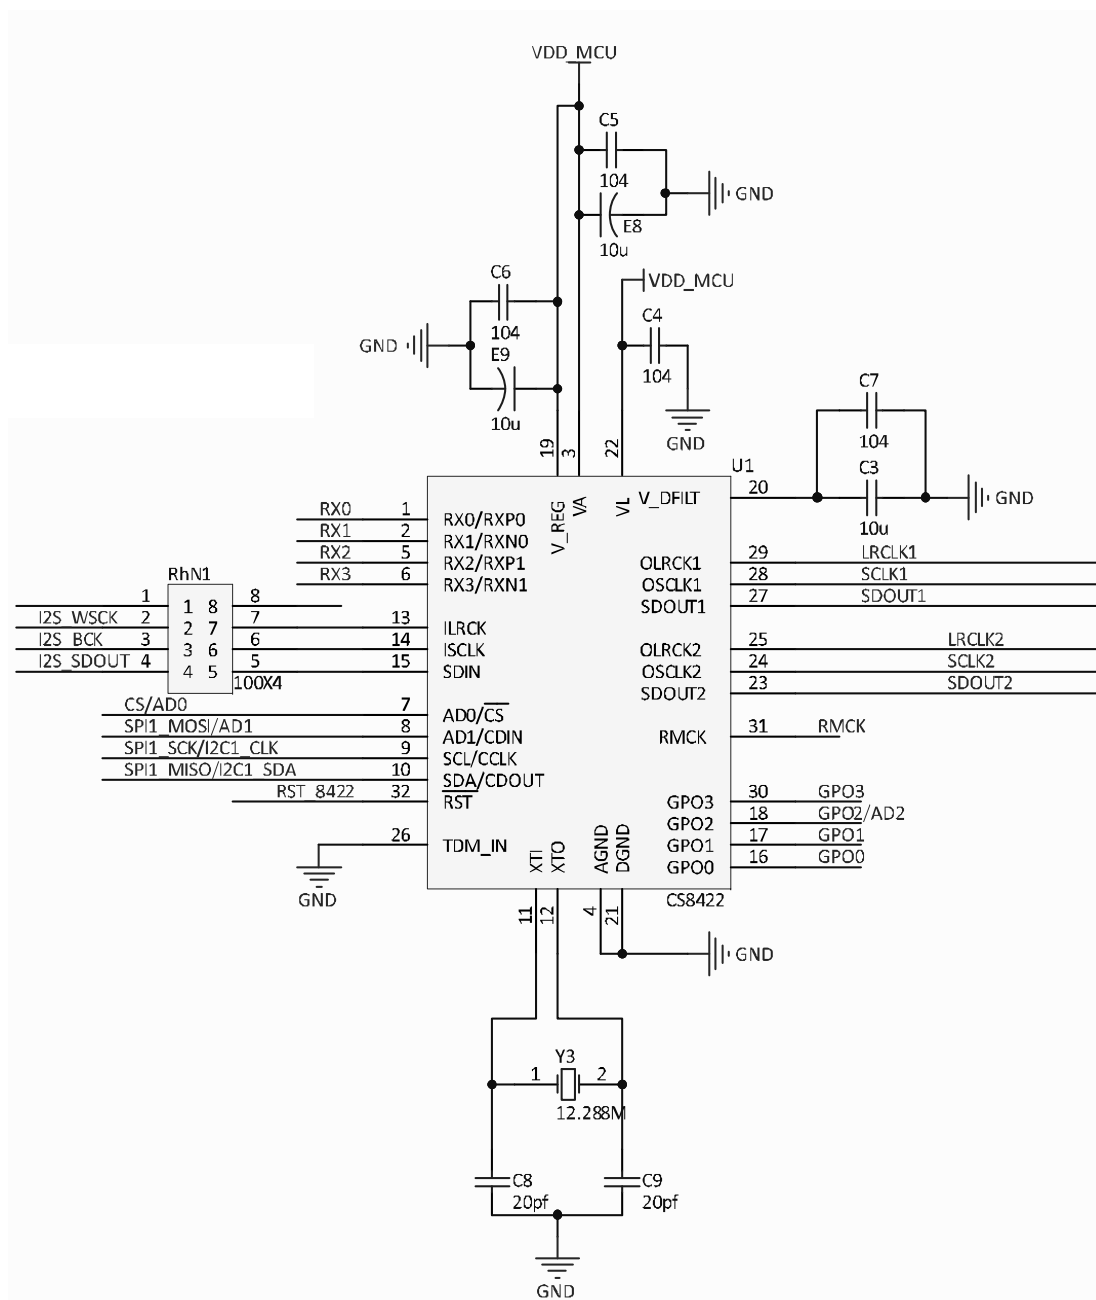 VDD_MCU
C5
104
GND
E8
10u
C6
VDD_MCU
C4
104
GND
E9
104
10u
GND
C7
104
C3
10u
GND
19
3
22
U1
20
V_REG
VA
VL
V_DFILT
RX0 1 RX0/RXP0
RX1 2 RX1/RXN0
RX2 5 RX2/RXP1
RX3 6 RX3/RXN1
OLRCK1 29 LRCLK1
OSCLK1 28 SCLK1
SDOUT1 27 SDOUT1
RhN1
1 1 8 8
I2S_WSCK 2 2 7 7 13 ILRCK
I2S_BCK 3 3 6 6 14 ISCLK
I2S_SDOUT 4 4 5 5 15 SDIN
100X4
OLRCK2 25 LRCLK2
OSCLK2 24 SCLK2
SDOUT2 23 SDOUT2
CS/AD0 7 AD0/CS
SPI1_MOSI/AD1 8 AD1/CDIN
SPI1_SCK/I2C1_CLK 9 SCL/CCLK
SPI1_MISO/I2C1_SDA 10 SDA/CDOUT
RST_8422 32 RST
RMCK 31 RMCK
GPO3 30 GPO3
GPO2 18 GPO2/AD2
GPO1 17 GPO1
GPO0 16 GPO0
26 TDM_IN
GND
XTI
XTO
AGND
DGND
CS8422
11
12
4
21
GND
Y3
1 2
12.288M
C8
20pf
C9
20pf
GND